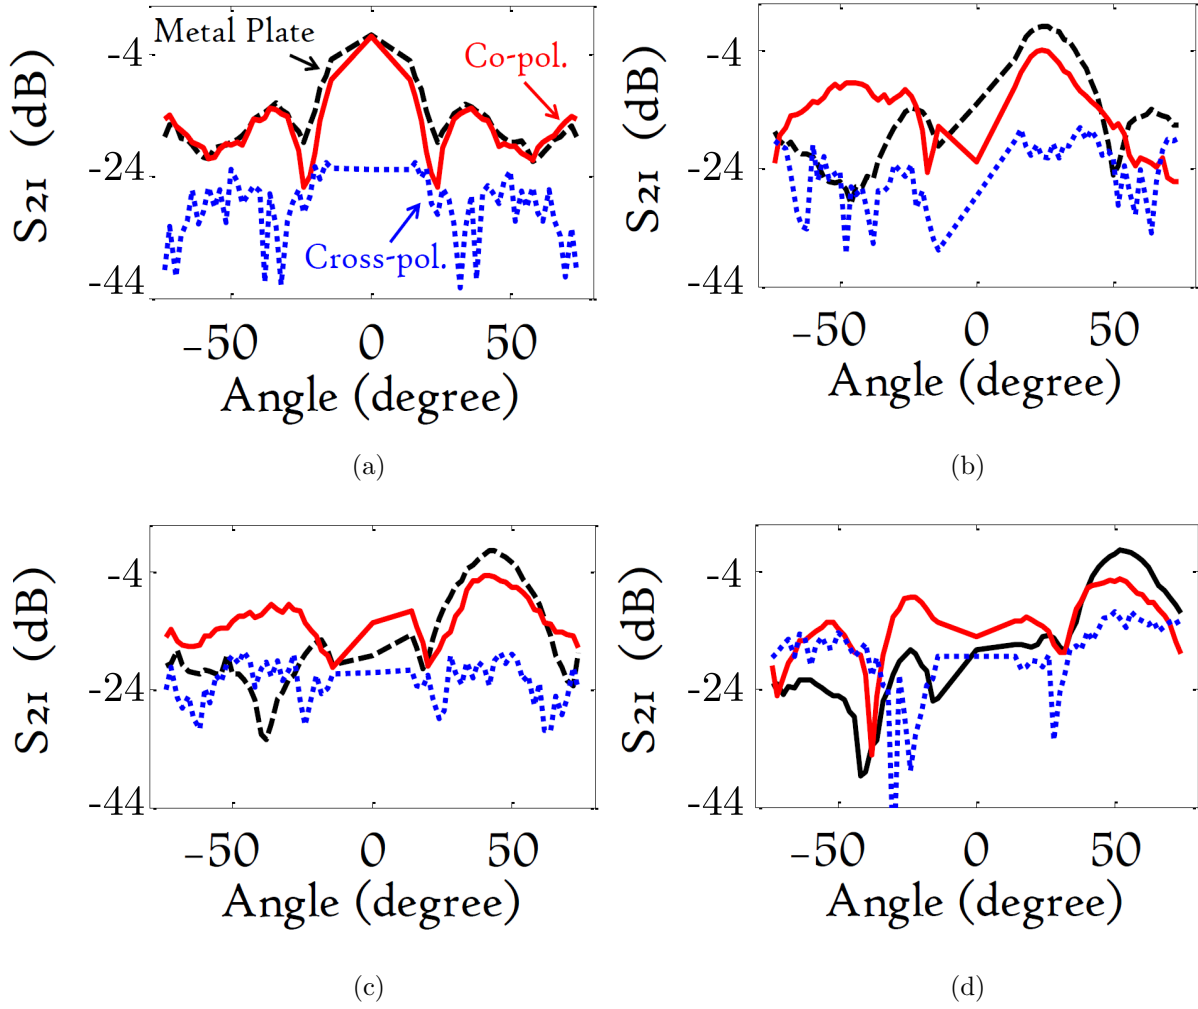 Metal Plate
Co-pol.
Cross-pol.
S21 (dB)
-4
-24
-44
-50 0 50
Angle (degree)
(a)
S21 (dB)
-4
-24
-44
-50 0 50
Angle (degree)
(b)
S21 (dB)
-4
-24
-44
-50 0 50
Angle (degree)
(c)
S21 (dB)
-4
-24
-44
-50 0 50
Angle (degree)
(d)